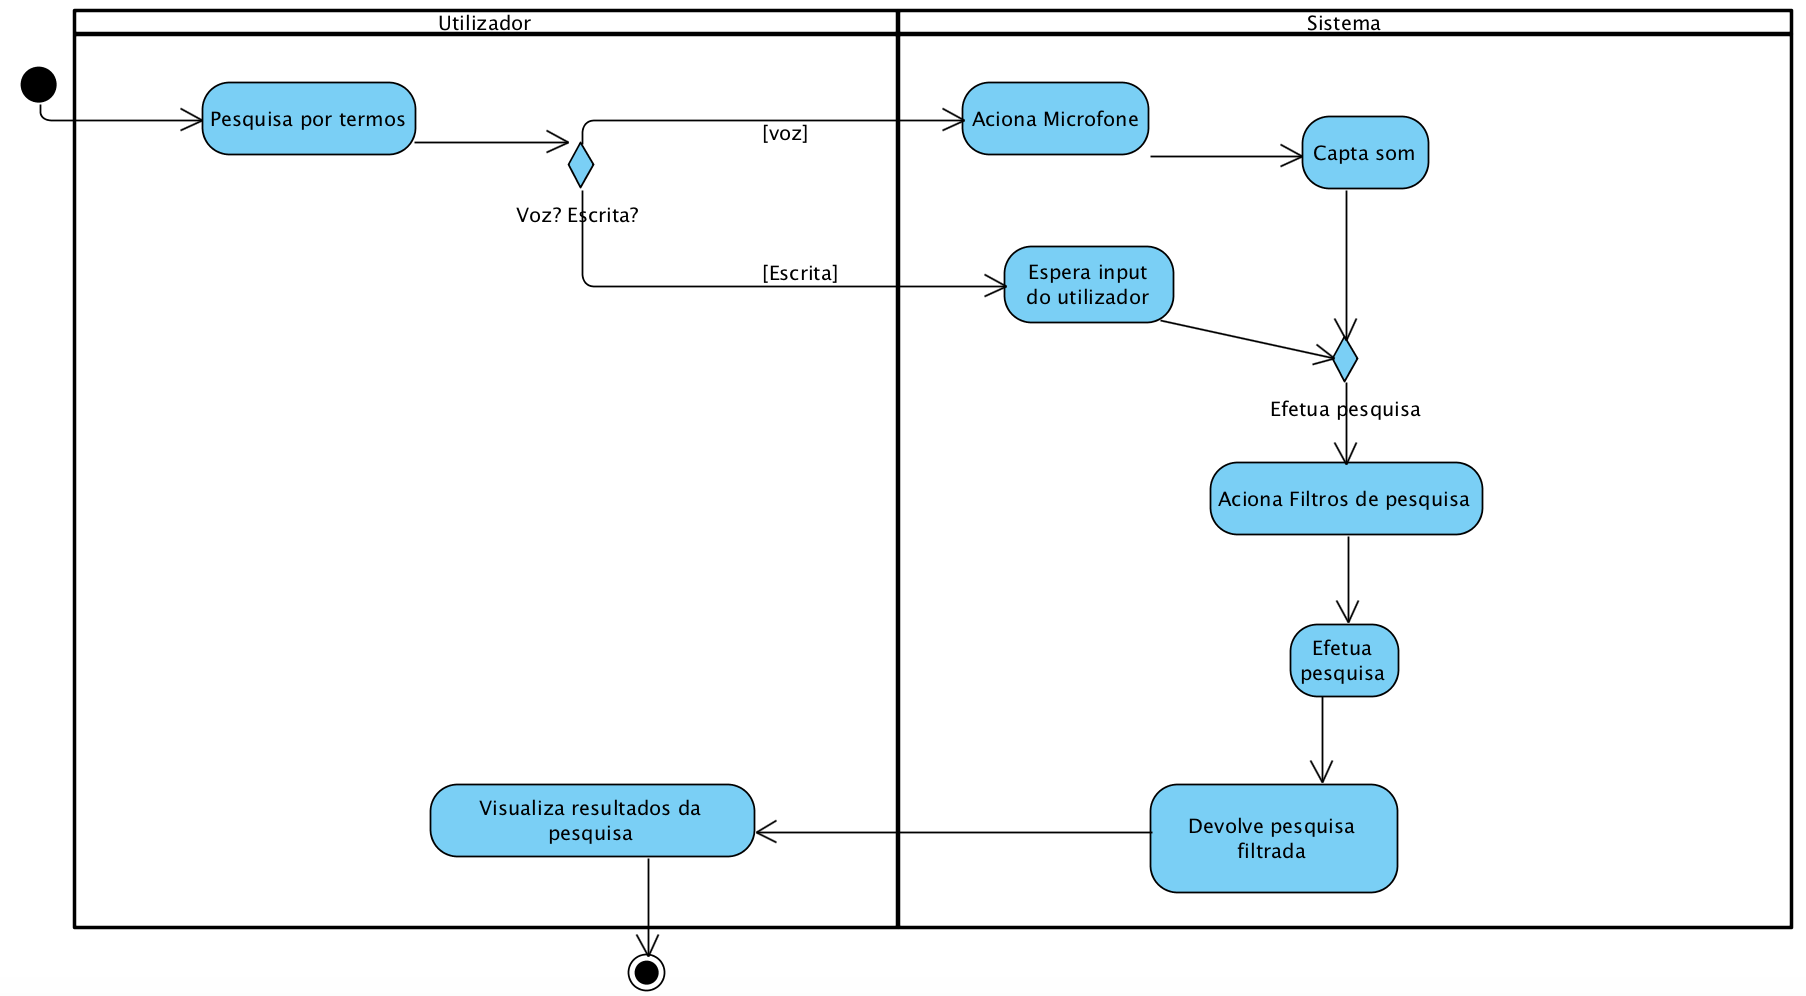 Utilizador
Sistema
Pesquisa por termos
[voz]
Aciona Microfone
Capta som
Voz? Escrita?
[Escrita]
Espera input
do utilizador
Efetua pesquisa
Aciona Filtros de pesquisa
Efetua
pesquisa
Visualiza resultados da
pesquisa
Devolve pesquisa
filtrada